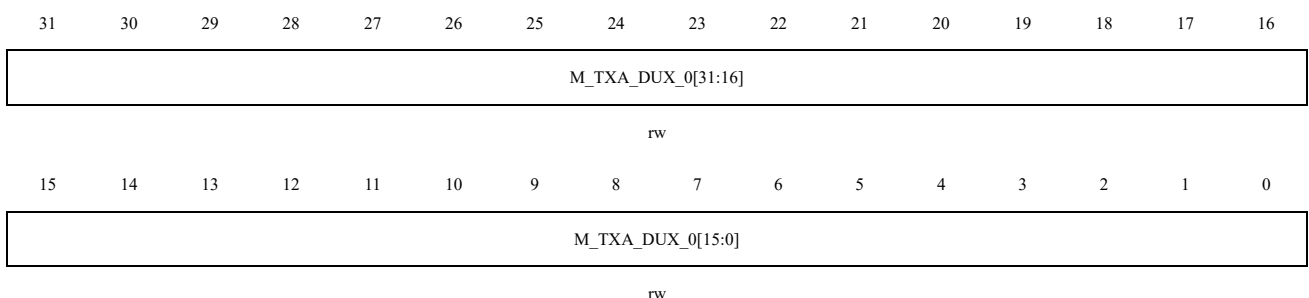 31 30 29 28 27 26 25 24 23 22 21 20 19 18 17 16
M_TXA_DUX_0[31:16]
rw
15 14 13 12 11 10 9 8 7 6 5 4 3 2 1 0
M_TXA_DUX_0[15:0]
rw